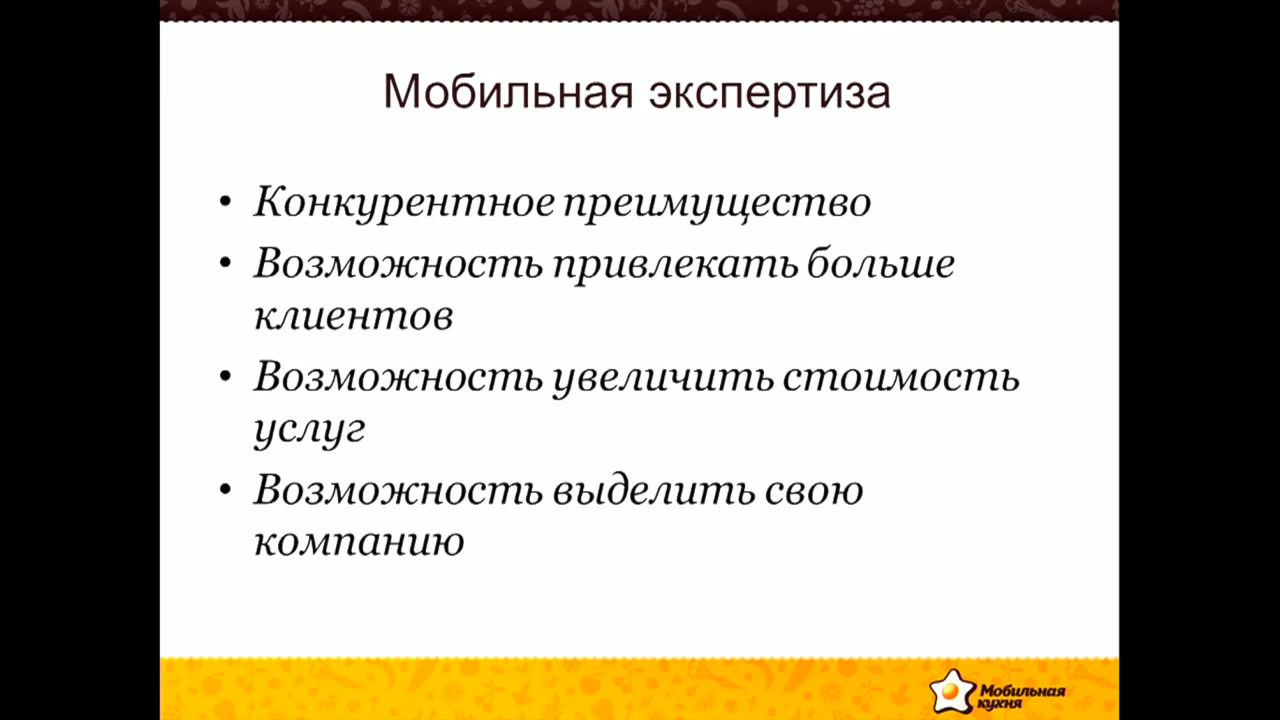 Мобильная экспертиза
• Конкурентное преимущество
• Возможность привлекать больше
клиентов
• Возможность увеличить стоимость
услуг
• Возможность выделить свою
компанию
Мобильная
кухня